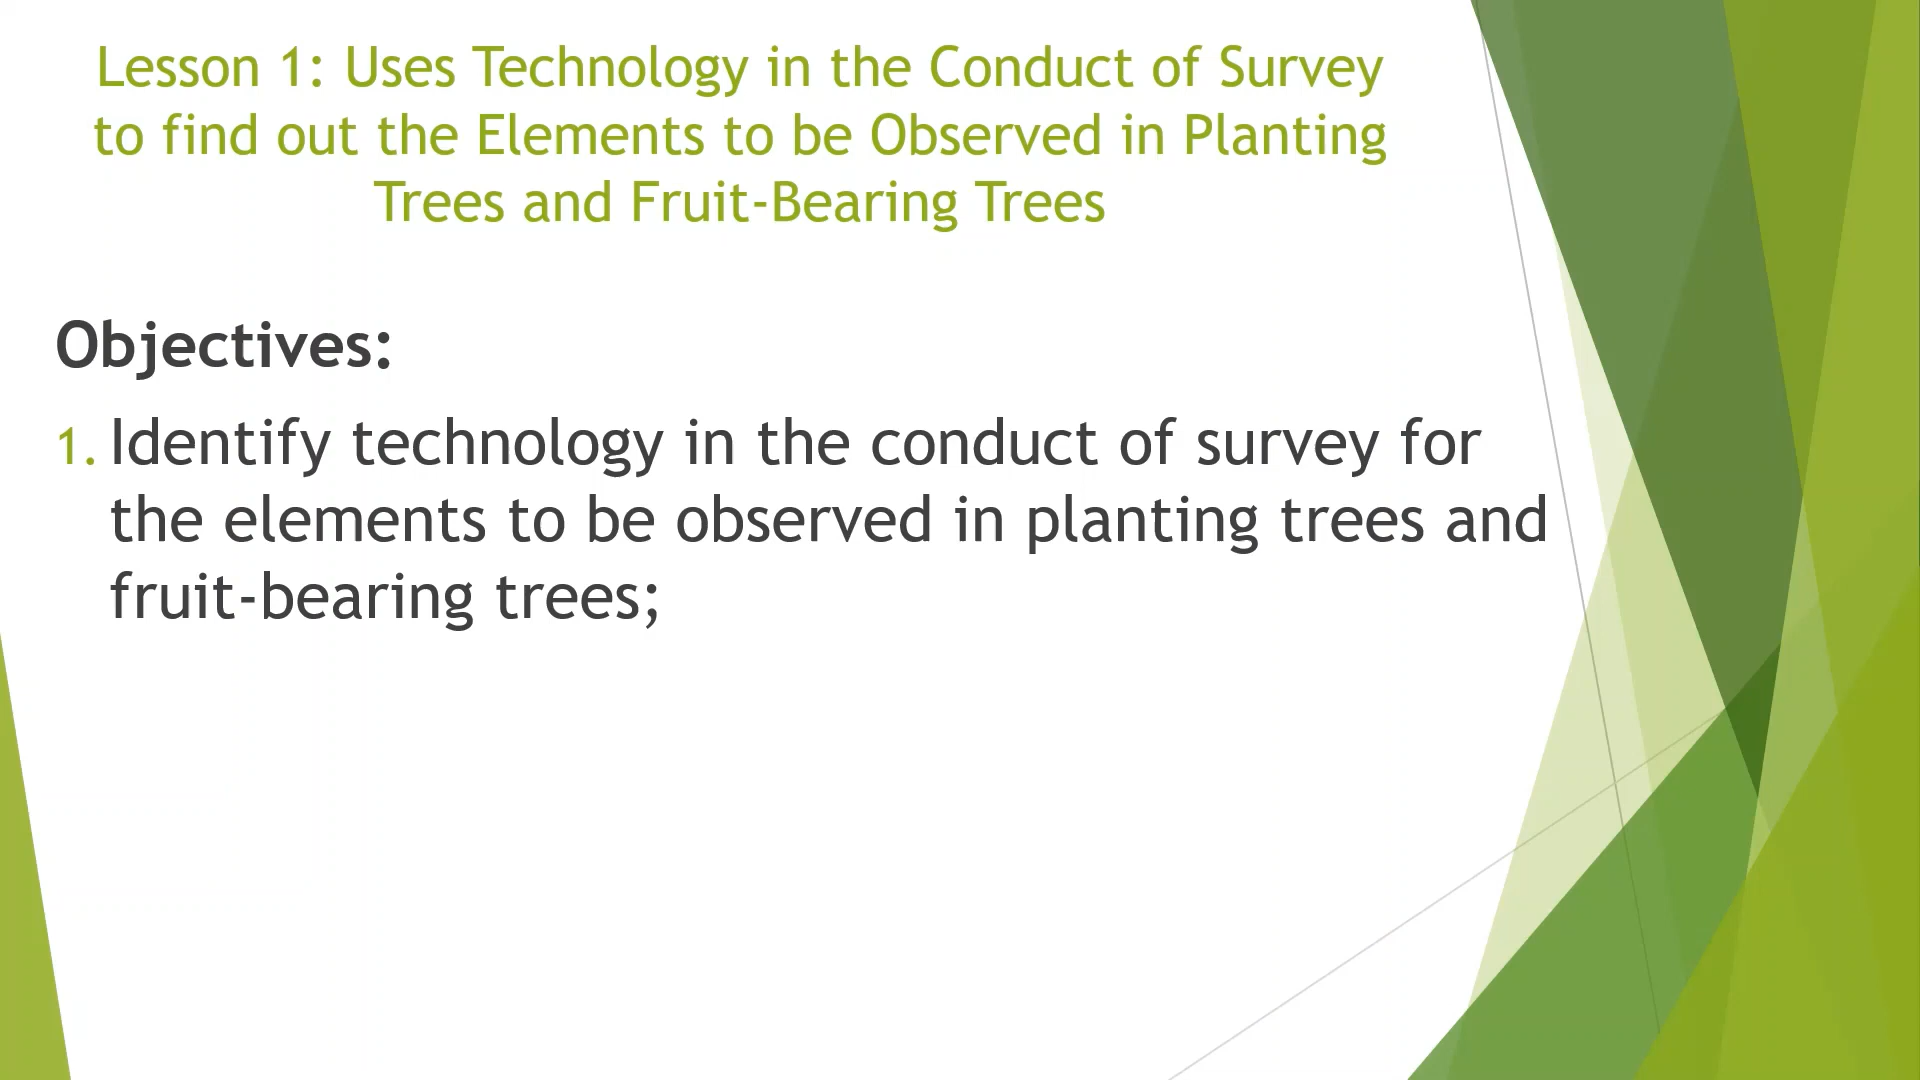 Lesson 1: Uses Technology in the Conduct of Survey
to find out the Elements to be Observed in Planting
Trees and Fruit-Bearing Trees
Objectives:
1. Identify technology in the conduct of survey for
the elements to be observed in planting trees and
fruit-bearing trees;